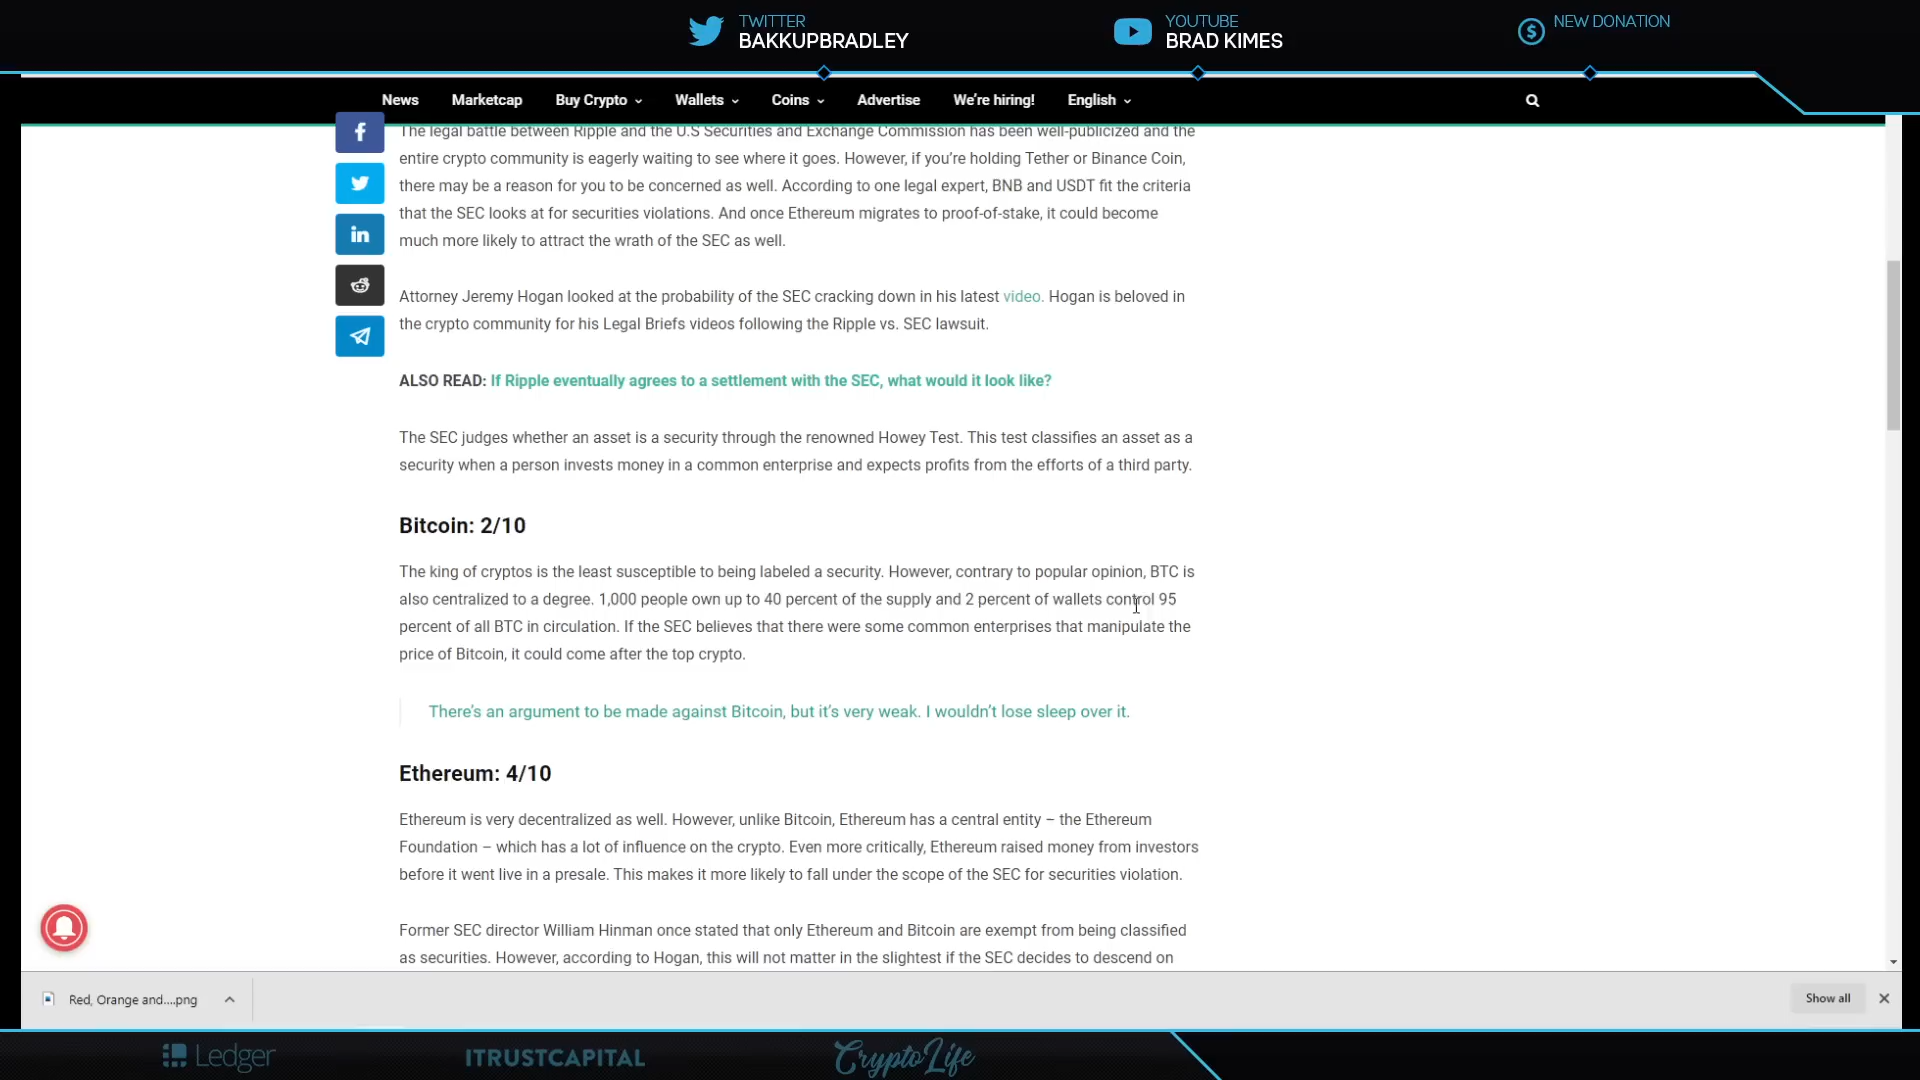 TWITTER
BAKKUPBRADLEY
YOUTUBE
BRAD KIMES
NEW DONATION
News Marketcap Buy Crypto Wallets Coins Advertise We're hiring! English
The legal battle between Ripple and the U.S Securities and Exchange Commission has been well-publicized and the
entire crypto community is eagerly waiting to see where it goes. However, if you're holding Tether or Binance Coin,
there may be a reason for you to be concerned as well. According to one legal expert, BNB and USDT fit the criteria
that the SEC looks at for securities violations. And once Ethereum migrates to proof-of-stake, it could become
much more likely to attract the wrath of the SEC as well.
Attorney Jeremy Hogan looked at the probability of the SEC cracking down in his latest video. Hogan is beloved in
the crypto community for his Legal Briefs videos following the Ripple vs. SEC lawsuit.
ALSO READ: If Ripple eventually agrees to a settlement with the SEC, what would it look like?
The SEC judges whether an asset is a security through the renowned Howey Test. This test classifies an asset as a
security when a person invests money in a common enterprise and expects profits from the efforts of a third party.
Bitcoin: 2/10
The king of cryptos is the least susceptible to being labeled a security. However, contrary to popular opinion, BTC is
also centralized to a degree. 1,000 people own up to 40 percent of the supply and 2 percent of wallets control 95
percent of all BTC in circulation. If the SEC believes that there were some common enterprises that manipulate the
price of Bitcoin, it could come after the top crypto.
There's an argument to be made against Bitcoin, but it's very weak. I wouldn't lose sleep over it.
Ethereum: 4/10
Ethereum is very decentralized as well. However, unlike Bitcoin, Ethereum has a central entity – the Ethereum
Foundation – which has a lot of influence on the crypto. Even more critically, Ethereum raised money from investors
before it went live in a presale. This makes it more likely to fall under the scope of the SEC for securities violation.
Former SEC director William Hinman once stated that only Ethereum and Bitcoin are exempt from being classified
as securities. However, according to Hogan, this will not matter in the slightest if the SEC decides to descend on
Red, Orange and....png
Show all
Ledger
ITRUSTCAPITAL
CryptoLife